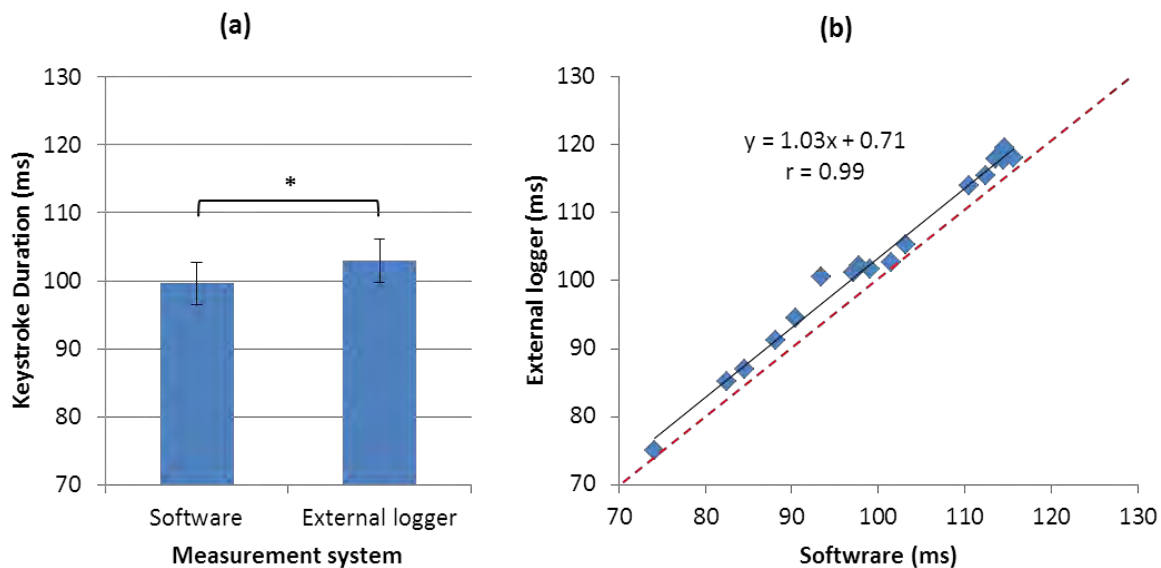 (a)
130
120
110
100
90
80
70
Keystroke Duration (ms)
*
Software
External logger
Measurement system
(b)
130
120
110
100
90
80
70
External logger (ms)
y = 1.03x + 0.71
r = 0.99
70
80
90
100
110
120
130
Softwrare (ms)